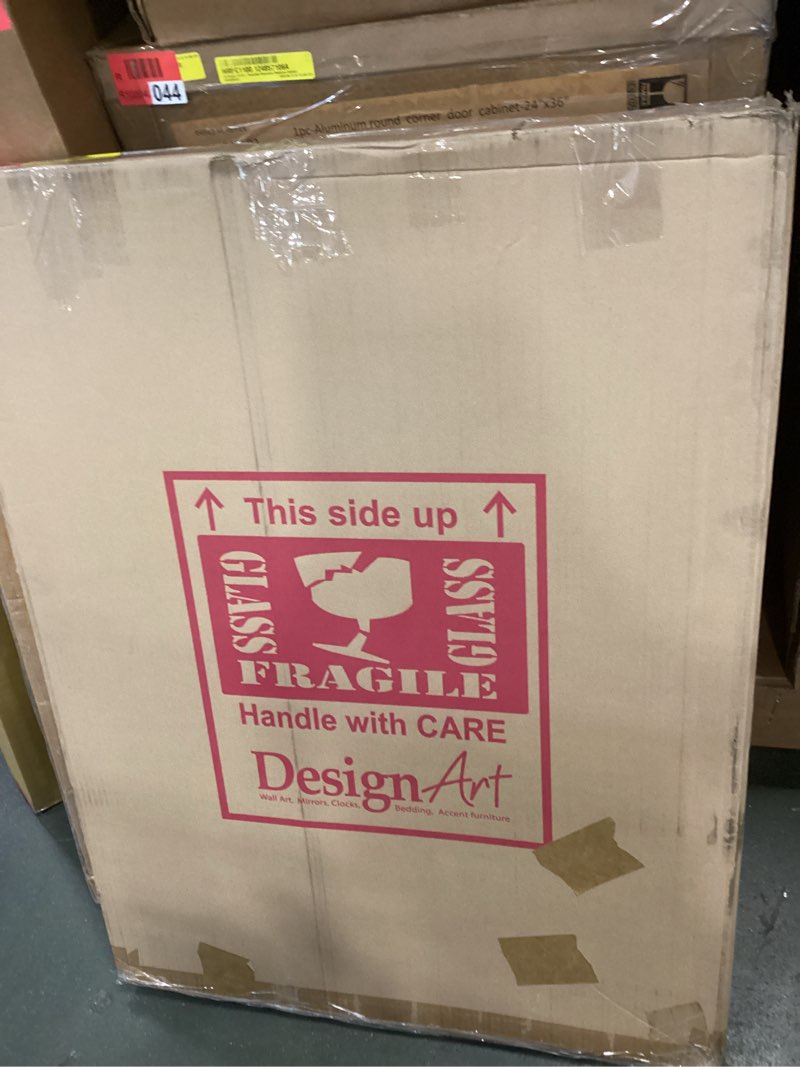 044
1pc-Aluminum round corner door cabinet-24"x36"
This side up
GLASS
GLASS
FRAGILE
Handle with CARE
DesignArt
Wall Art, Mirrors, Clocks, Bedding, Accent furniture